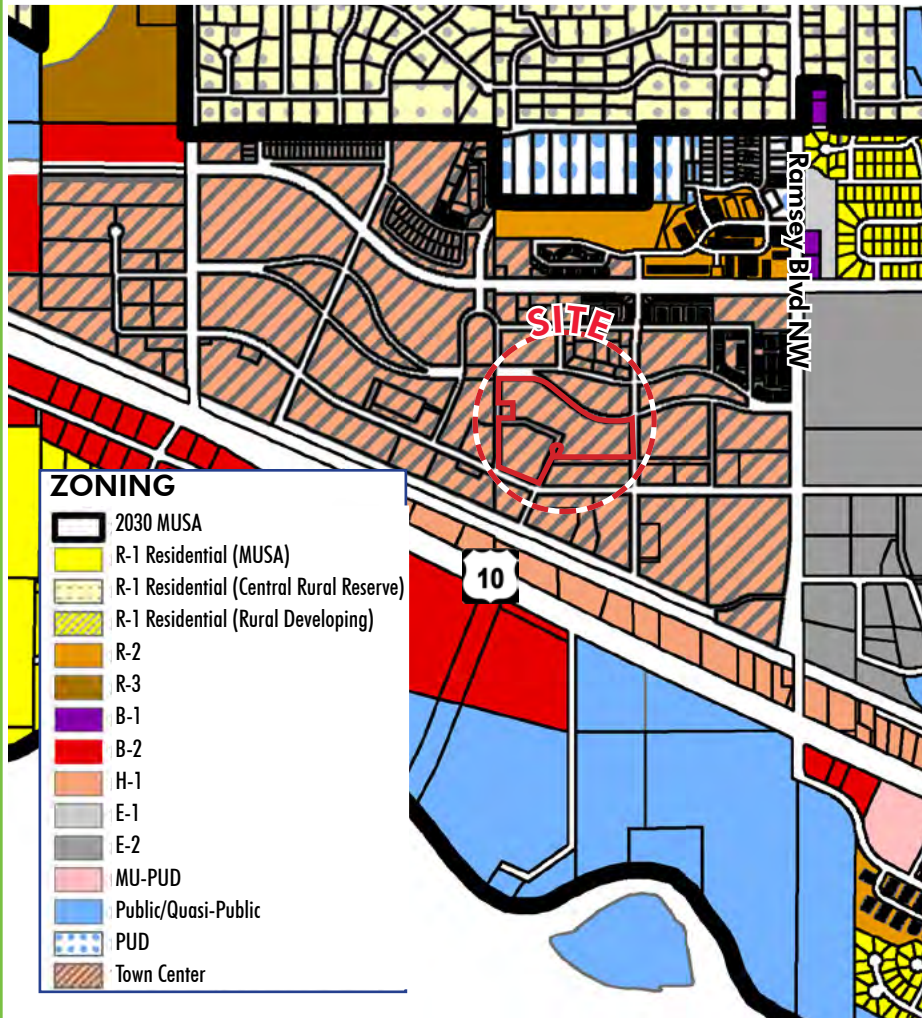 Ramsey Blvd NW
SITE
10
ZONING
2030 MUSA
R-1 Residential (MUSA)
R-1 Residential (Central Rural Reserve)
R-1 Residential (Rural Developing)
R-2
R-3
B-1
B-2
H-1
E-1
E-2
MU-PUD
Public/Quasi-Public
PUD
Town Center